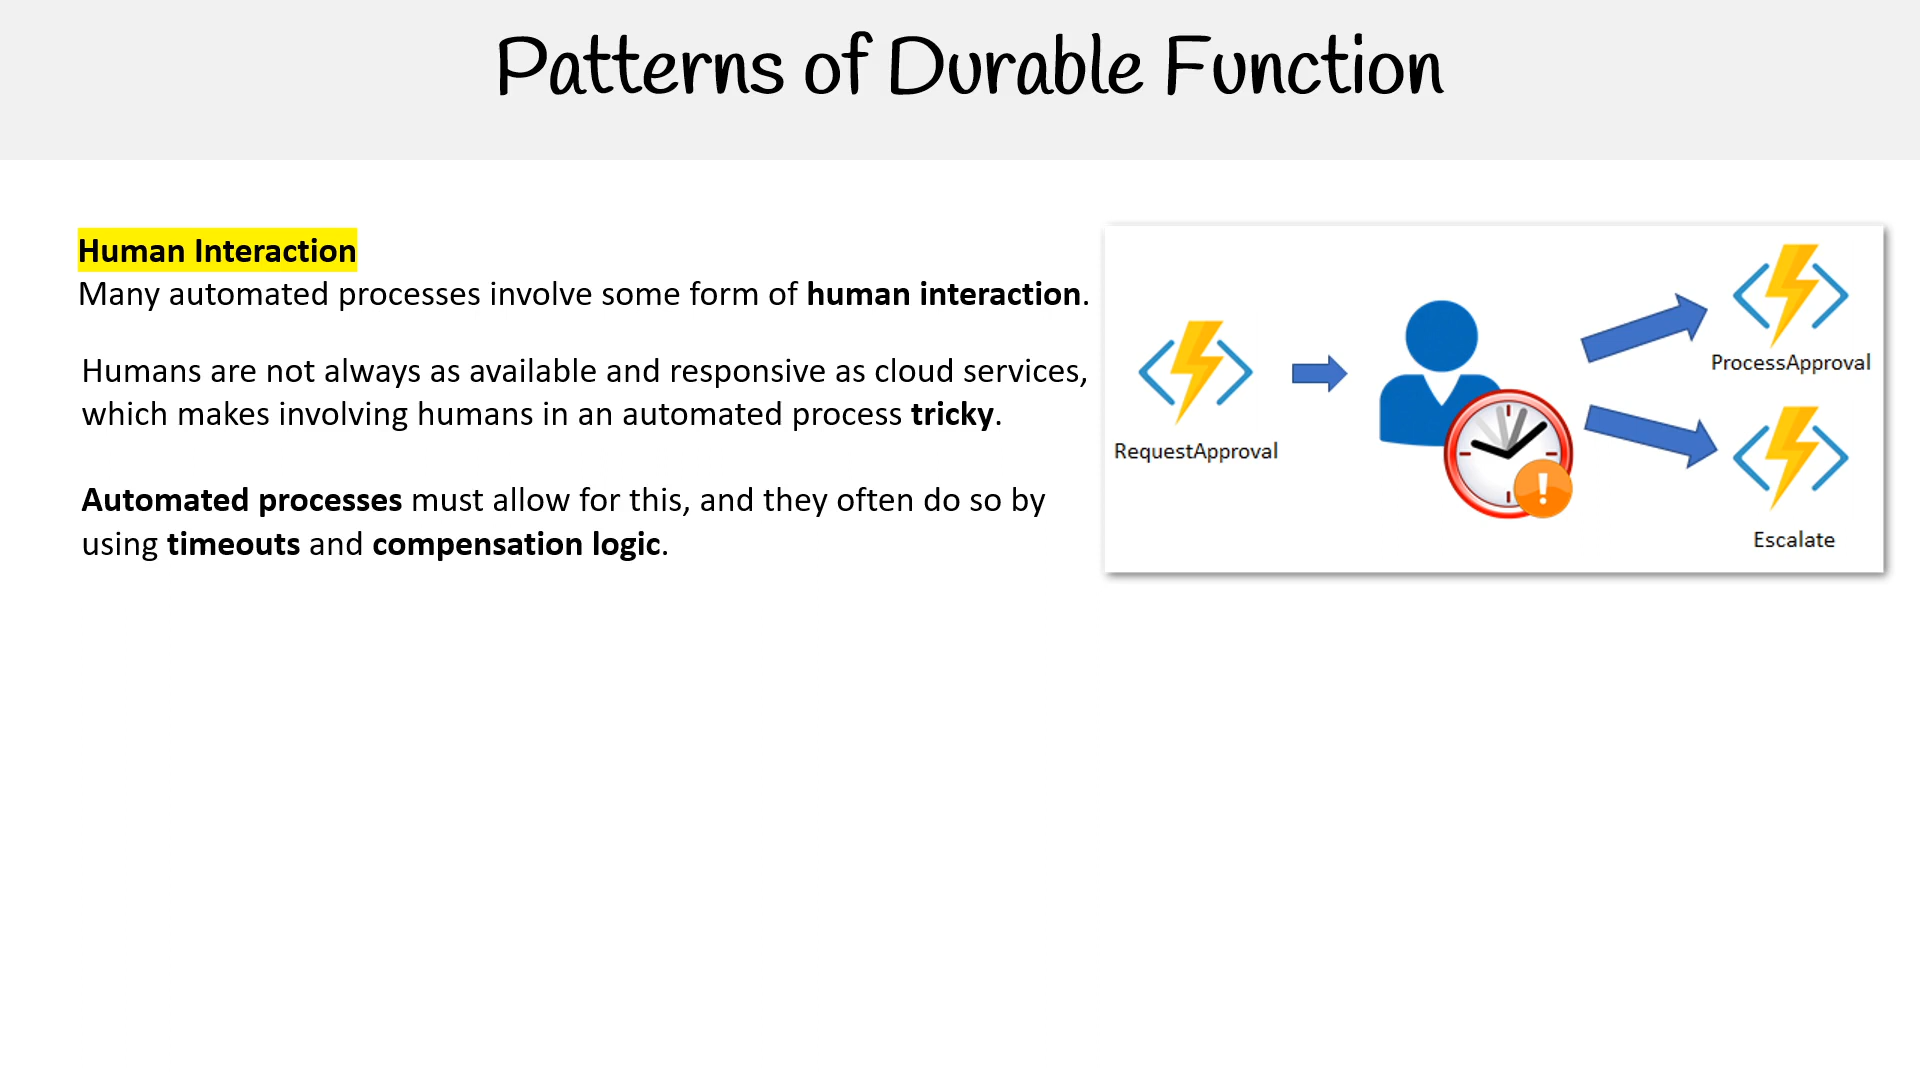 Patterns of Durable Function
Human Interaction
Many automated processes involve some form of human interaction.
Humans are not always as available and responsive as cloud services,
which makes involving humans in an automated process tricky.
Automated processes must allow for this, and they often do so by
using timeouts and compensation logic.
RequestApproval
ProcessApproval
Escalate